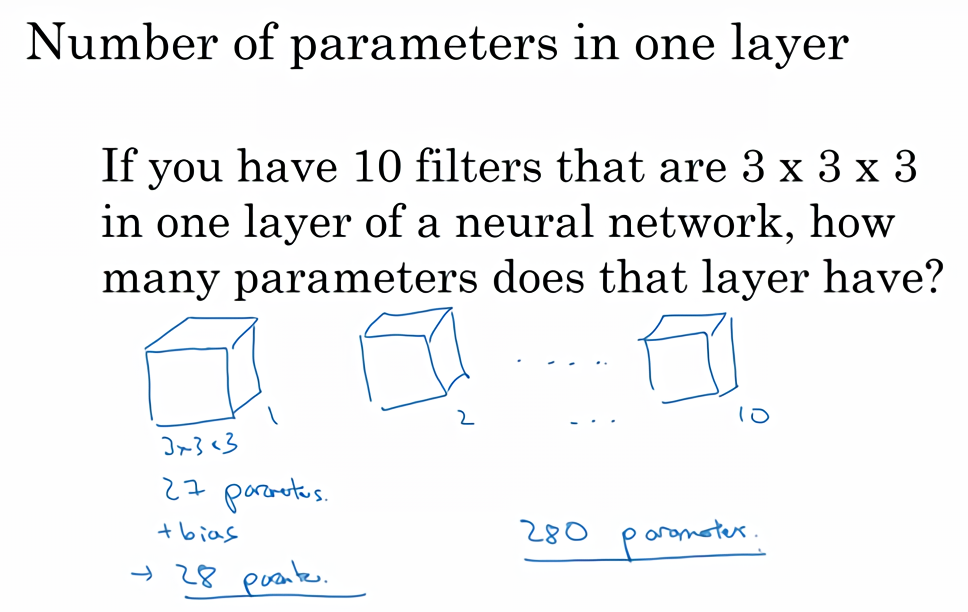 Number of parameters in one layer
If you have 10 filters that are 3 x 3 x 3
in one layer of a neural network, how
many parameters does that layer have?
.....
1
2
...
10
3x3x3
27 parameters.
+ bias
280 parameters.
→ 28